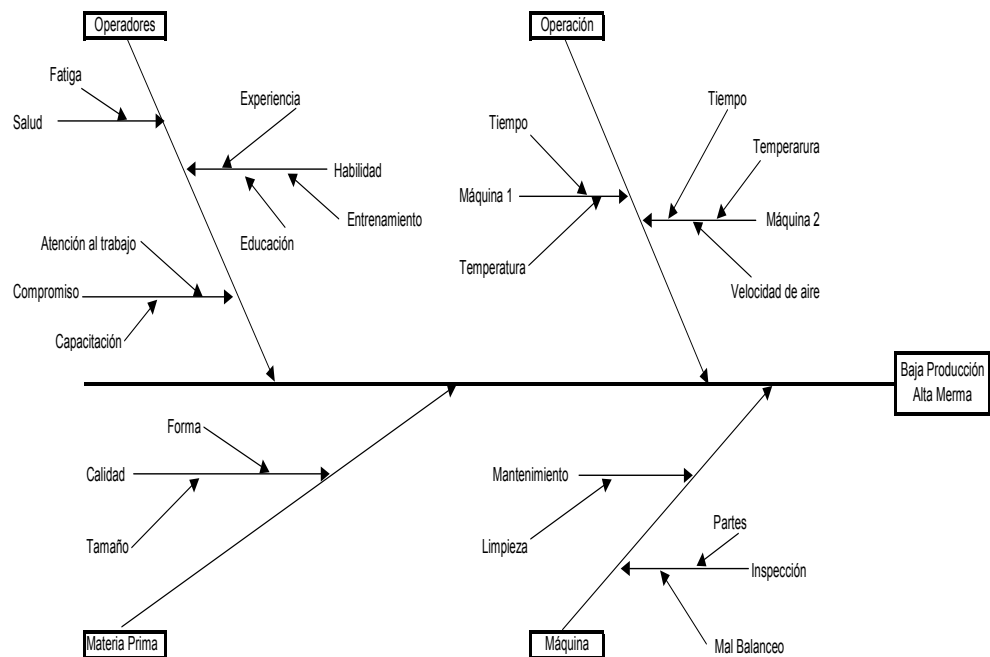 Operadores
Operación
Fatiga
Experiencia
Tiempo
Salud
Tiempo
Temperarura
Habilidad
Máquina 1
Máquina 2
Entrenamiento
Atención al trabajo
Educación
Temperatura
Compromiso
Velocidad de aire
Capacitación
Baja Producción
Alta Merma
Forma
Calidad
Mantenimiento
Partes
Tamaño
Limpieza
Inspección
Materia Prima
Máquina
Mal Balanceo